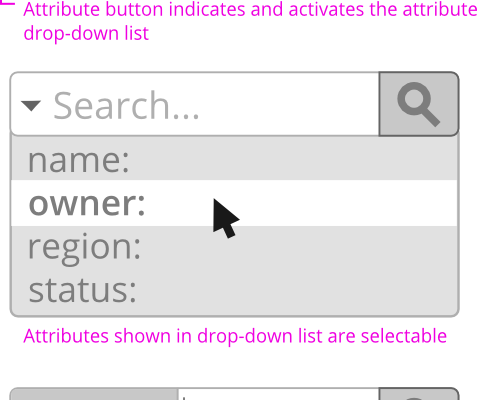 Attribute button indicates and activates the attribute
drop-down list
Search...
name:
owner:
region:
status:
Attributes shown in drop-down list are selectable